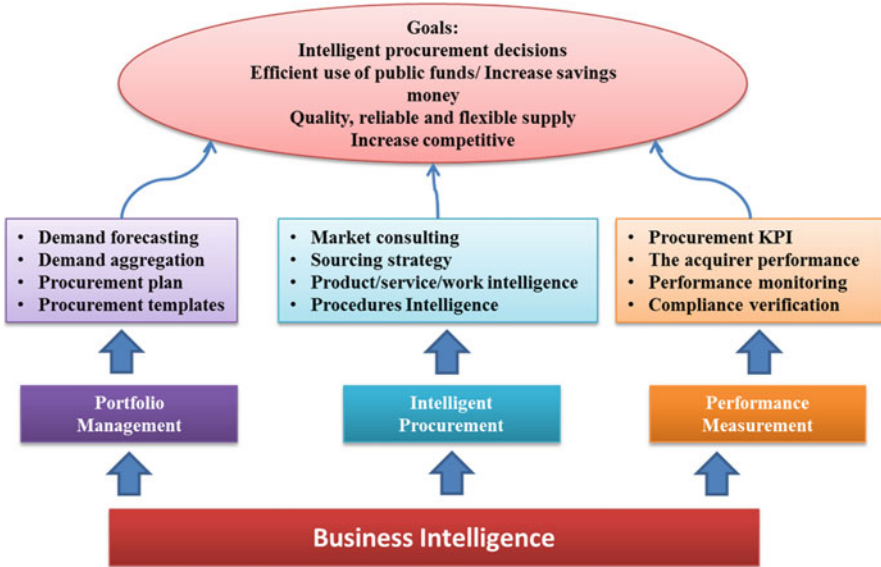 Goals:
Intelligent procurement decisions
Efficient use of public funds/ Increase savings
money
Quality, reliable and flexible supply
Increase competitive
• Demand forecasting
• Demand aggregation
• Procurement plan
• Procurement templates
• Market consulting
• Sourcing strategy
• Product/service/work intelligence
• Procedures Intelligence
• Procurement KPI
• The acquirer performance
• Performance monitoring
• Compliance verification
Portfolio
Management
Intelligent
Procurement
Performance
Measurement
Business Intelligence